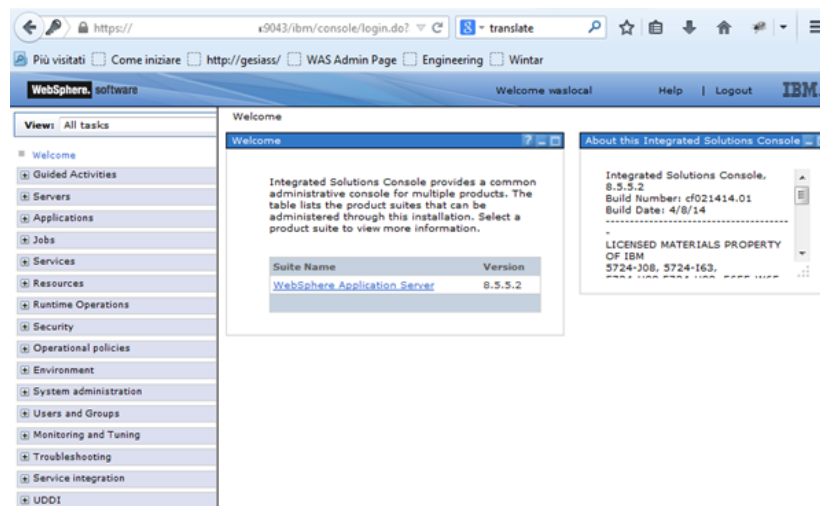 https://
9043/ibm/console/login.do?
translate
Più visitati
Come iniziare
http://gesiass/
WAS Admin Page
Engineering
Wintar
WebSphere. software
Welcome waslocal
Help | Logout
IBM.
View: All tasks
Welcome
Guided Activities
Servers
Applications
Jobs
Services
Resources
Runtime Operations
Security
Operational policies
Environment
System administration
Users and Groups
Monitoring and Tuning
Troubleshooting
Service integration
UDDI
Welcome
Welcome
Integrated Solutions Console provides a common
administrative console for multiple products. The
table lists the product suites that can be
administered through this installation. Select a
product suite to view more information.
Suite Name Version
WebSphere Application Server 8.5.5.2
About this Integrated Solutions Console
Integrated Solutions Console,
8.5.5.2
Build Number: cf021414.01
Build Date: 4/8/14
----------------------------------
-
LICENSED MATERIALS PROPERTY
OF IBM
5724-J08, 5724-I63,